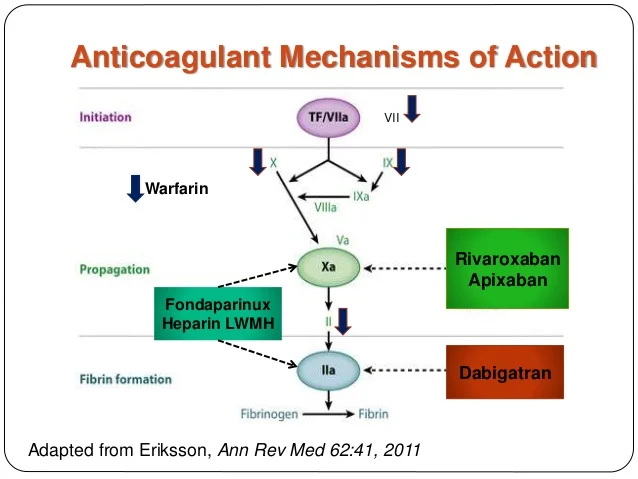 Anticoagulant Mechanisms of Action
Initiation
TF/VIIa
VII
X
IX
Warfarin
IXa
VIIIa
Va
Propagation
Xa
Rivaroxaban
Apixaban
Fondaparinux
Heparin LWMH
II
Fibrin formation
IIa
Dabigatran
Fibrinogen
Fibrin
Adapted from Eriksson, Ann Rev Med 62:41, 2011